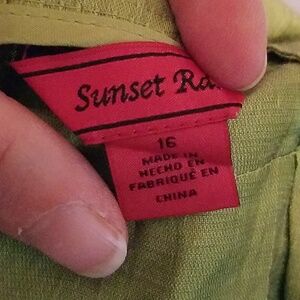 Sunset
16
MADE IN
HECHO EN
FABRIQUÉ EN
CHINA